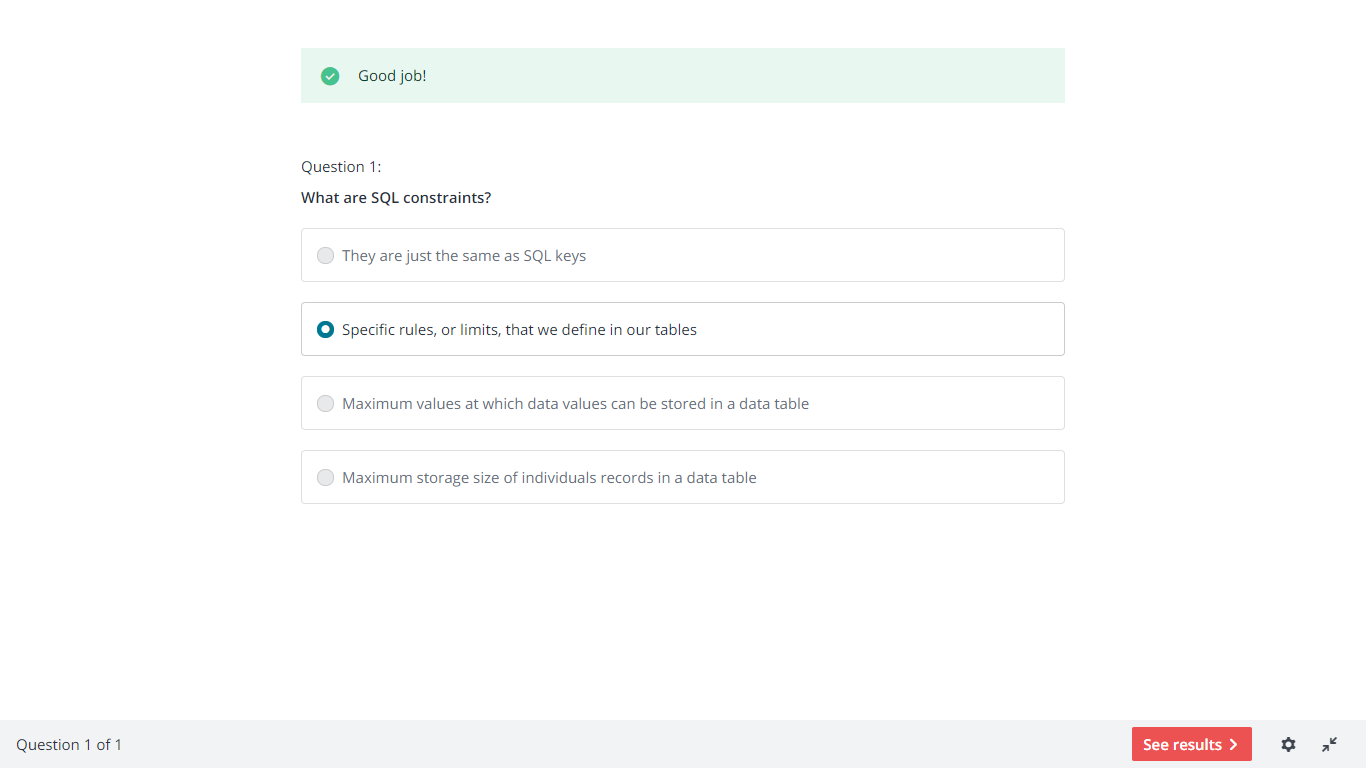 Good job!
Question 1:
What are SQL constraints?
They are just the same as SQL keys
Specific rules, or limits, that we define in our tables
Maximum values at which data values can be stored in a data table
Maximum storage size of individuals records in a data table
Question 1 of 1
See results